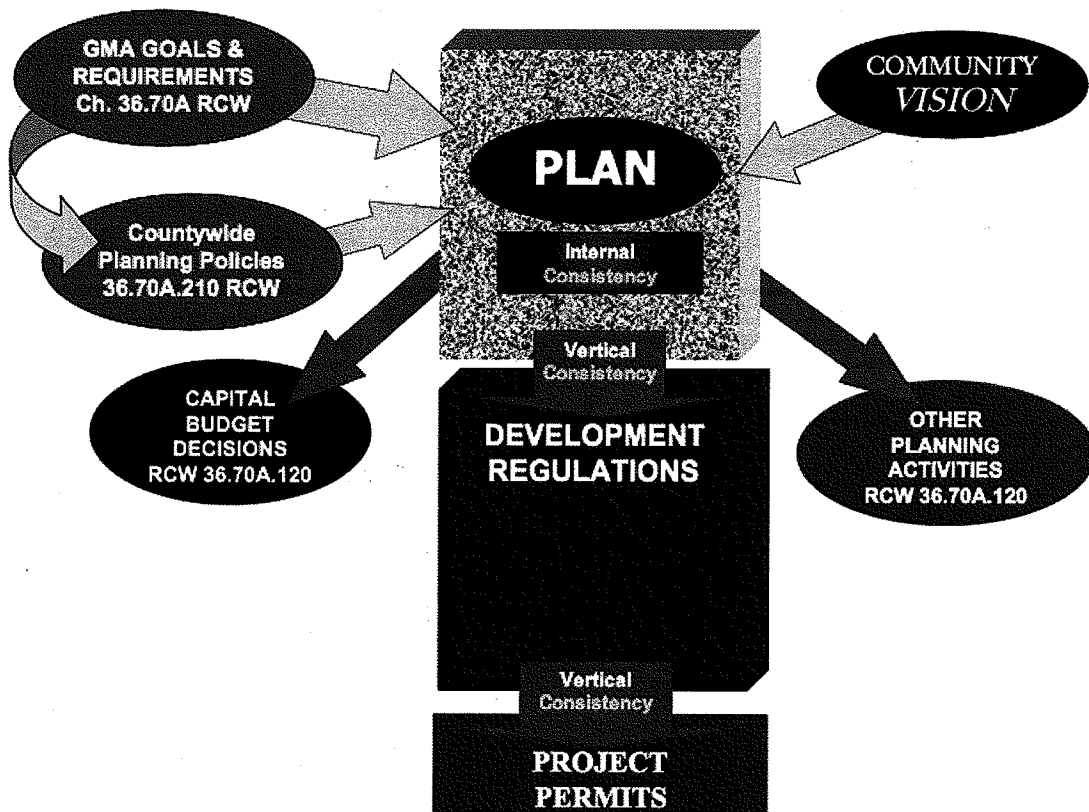 GMA GOALS &
REQUIREMENTS
Ch. 36.70A RCW
COMMUNITY
VISION
PLAN
Countywide
Planning Policies
36.70A.210 RCW
Internal
Consistency
Vertical
Consistency
CAPITAL
BUDGET
DECISIONS
RCW 36.70A.120
DEVELOPMENT
REGULATIONS
OTHER
PLANNING
ACTIVITIES
RCW 36.70A.120
Vertical
Consistency
PROJECT
PERMITS